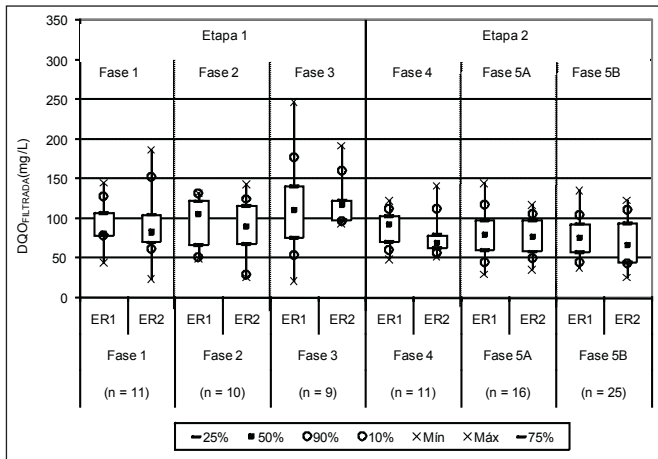 Etapa 1 Etapa 2
Fase 1 Fase 2 Fase 3 Fase 4 Fase 5A Fase 5B
350
300
250
200
150
100
50
0
DQOFILTRADA(mg/L)
ER1 ER2 ER1 ER2 ER1 ER2 ER1 ER2 ER1 ER2 ER1 ER2
Fase 1 Fase 2 Fase 3 Fase 4 Fase 5A Fase 5B
(n = 11) (n = 10) (n = 9) (n = 11) (n = 16) (n = 25)
25% 50% 90% 10% Mín Máx 75%